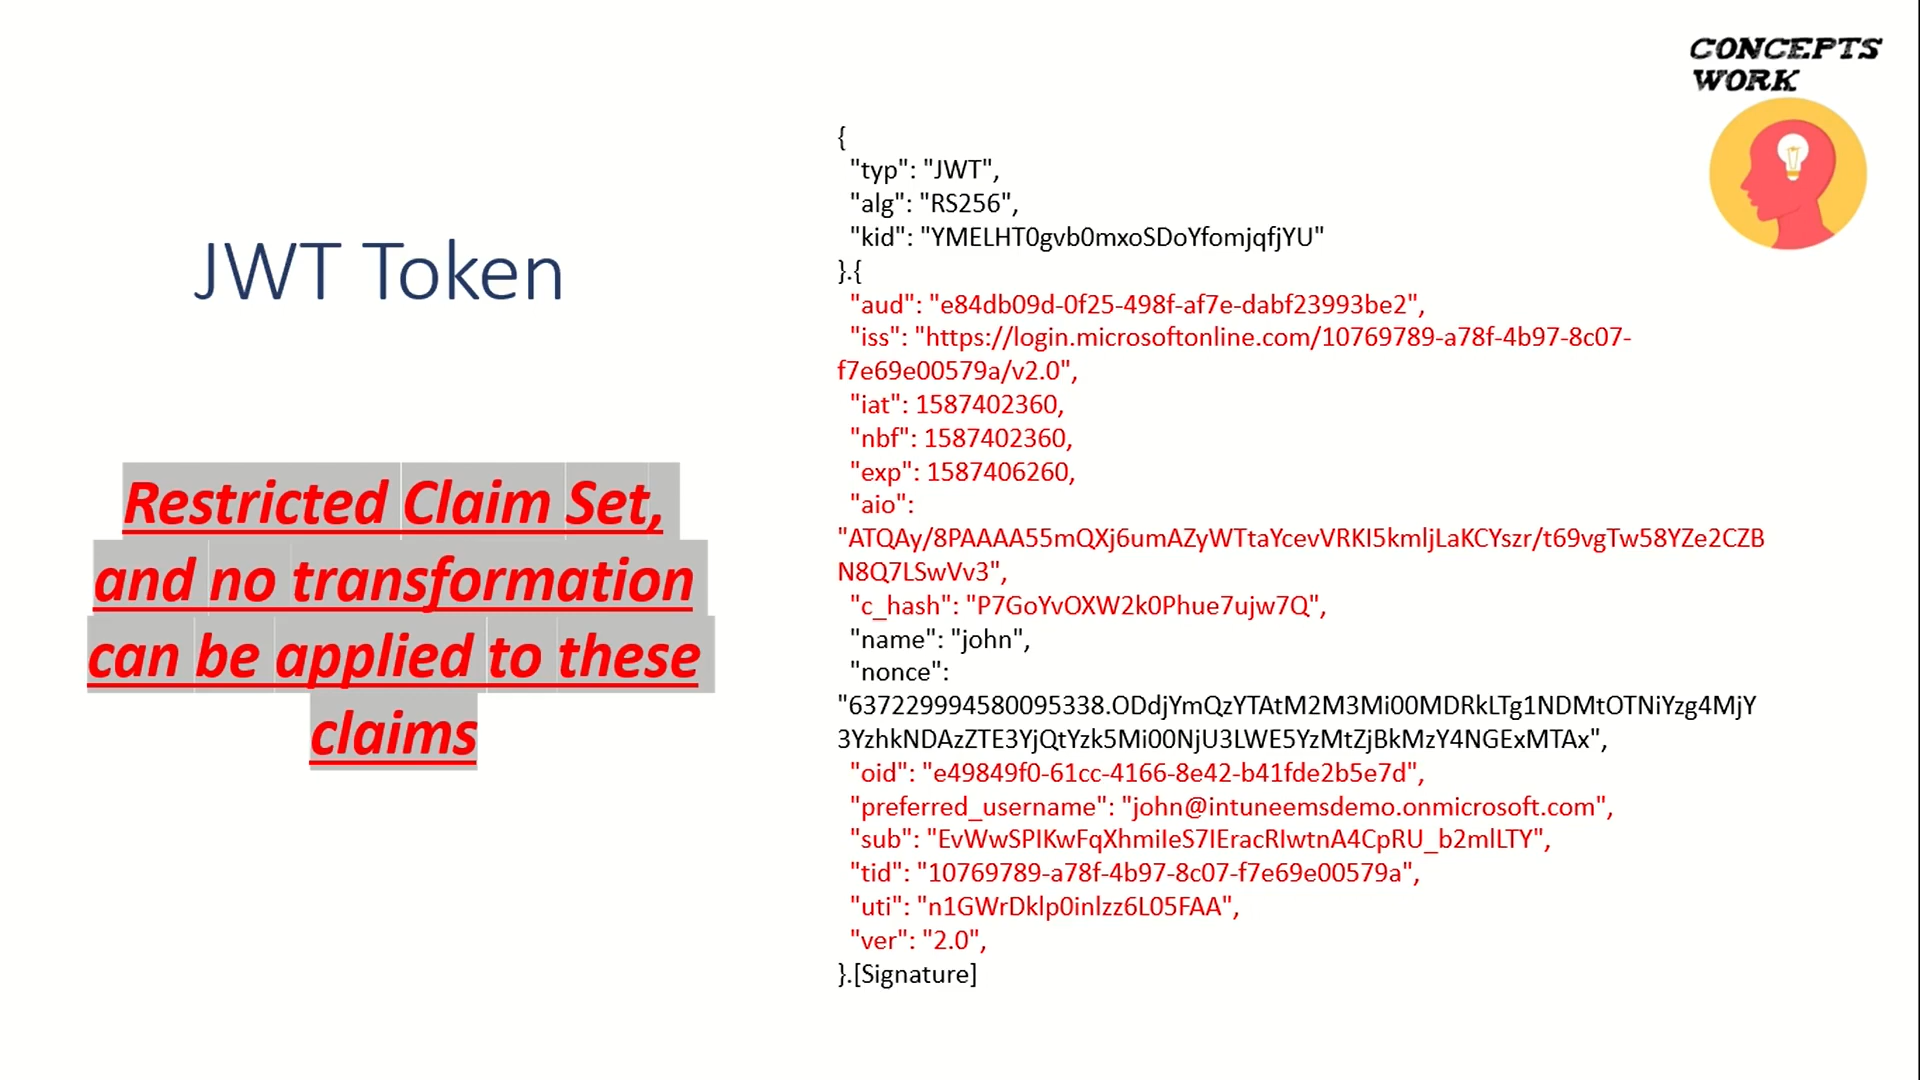 CONCEPTS
WORK
JWT Token
Restricted Claim Set,
and no transformation
can be applied to these
claims
{
"typ": "JWT",
"alg": "RS256",
"kid": "YMELHT0gvb0mxoSDoYfomjqfjYU"
}.{
"aud": "e84db09d-0f25-498f-af7e-dabf23993be2",
"iss": "https://login.microsoftonline.com/10769789-a78f-4b97-8c07-
f7e69e00579a/v2.0",
"iat": 1587402360,
"nbf": 1587402360,
"exp": 1587406260,
"aio":
"ATQAy/8PAAAA55mQXj6umAZyWTtaYcevVRKI5kmljLaKCYszr/t69vgTw58YZe2CZB
N8Q7LSwVv3",
"c_hash": "P7GoYvOXW2k0Phue7ujw7Q",
"name": "john",
"nonce":
"637229994580095338.ODdjYmQzYTAtM2M3Mi00MDRkLTg1NDMtOTNiYzg4MjY
3YzhkNDAzZTE3YjQtYzk5Mi00NjU3LWE5YzMtZjBkMzY4NGExMTAx",
"oid": "e49849f0-61cc-4166-8e42-b41fde2b5e7d",
"preferred_username": "john@intuneemsdemo.onmicrosoft.com",
"sub": "EvWwSPIKwFqXhmiIeS7IEracRIwtnA4CpRU_b2mlLTY",
"tid": "10769789-a78f-4b97-8c07-f7e69e00579a",
"uti": "n1GWrDklp0inlzz6L05FAA",
"ver": "2.0",
}.[Signature]